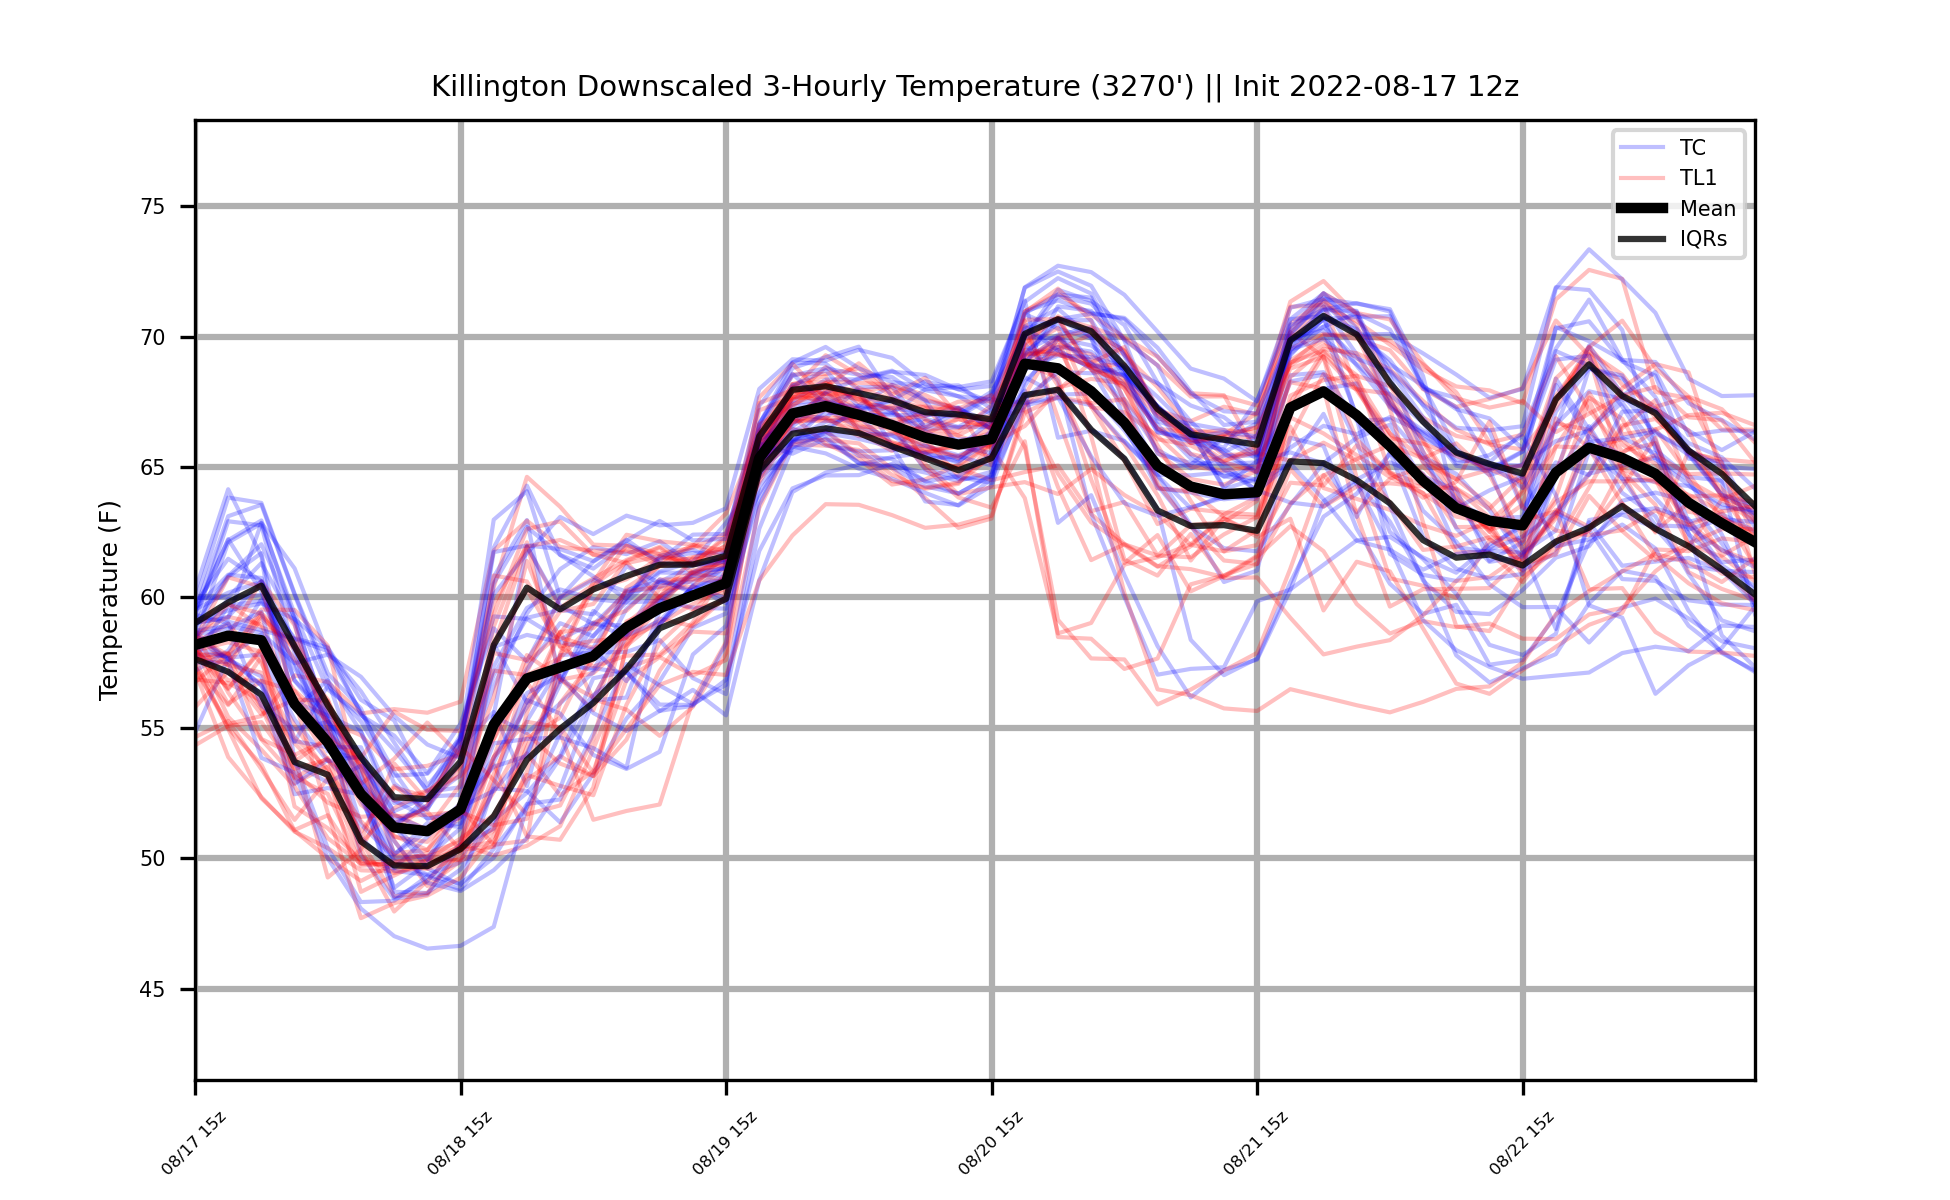 Killington Downscaled 3-Hourly Temperature (3270') || Init 2022-08-17 12z
TC
TL1
Mean
IQRs
Temperature (F)
75
70
65
60
55
50
45
08/17 15z
08/18 15z
08/19 15z
08/20 15z
08/21 15z
08/22 15z